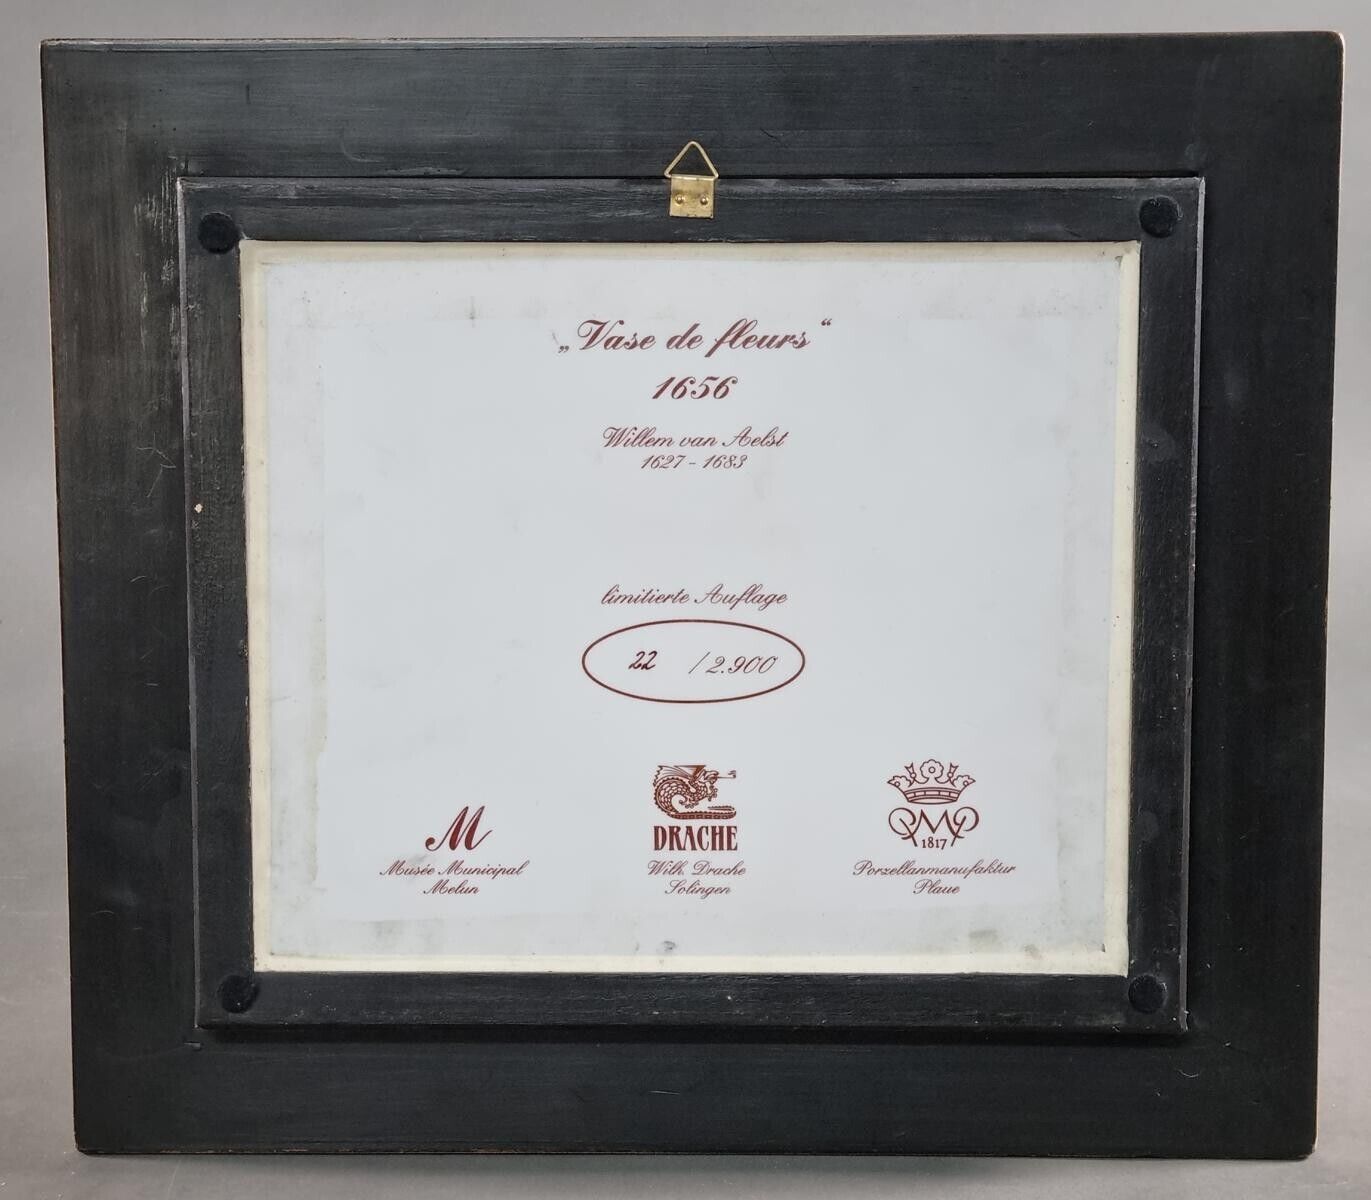 „Vase de fleurs“
1656
Willem van Aelst
1627 - 1683
limitierte Auflage
22 / 2.900
M
Musée Municipal
Melun
DRACHE
Wilh. Drache
Solingen
PMP
1817
Porzellanmanufaktur
Plaue